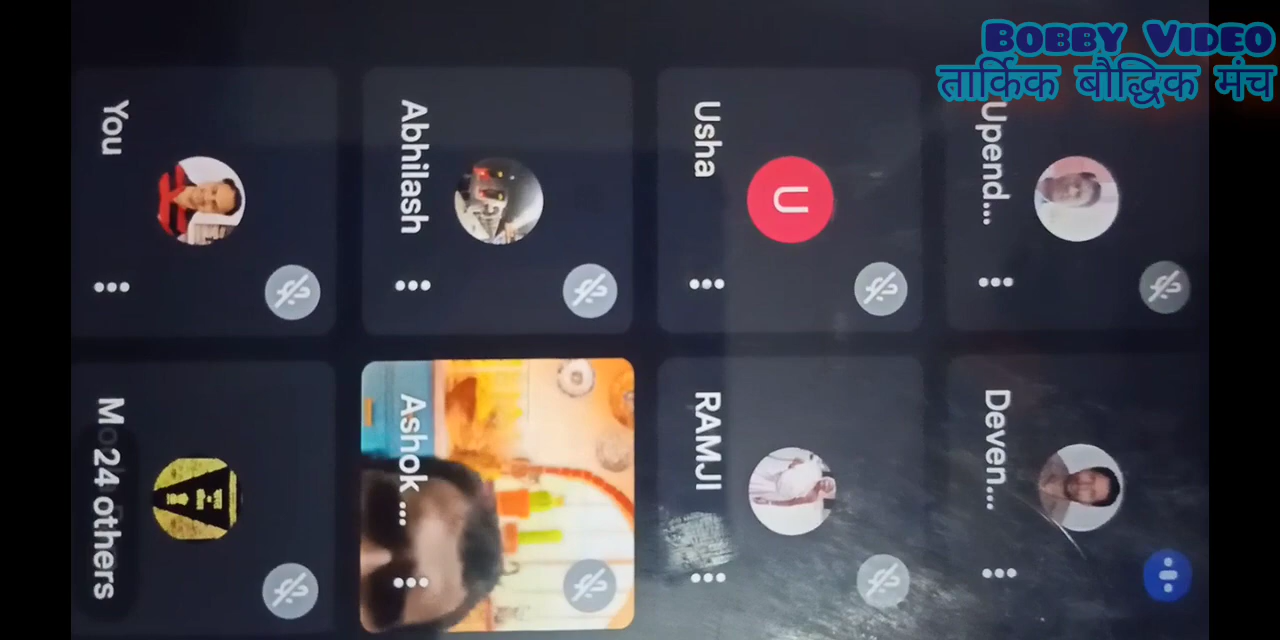 Bobby Video
तार्किक बौद्धिक मंच
Upend...
Deven...
Usha
U
RAMJI
Abhilash
Ashok...
You
24 others